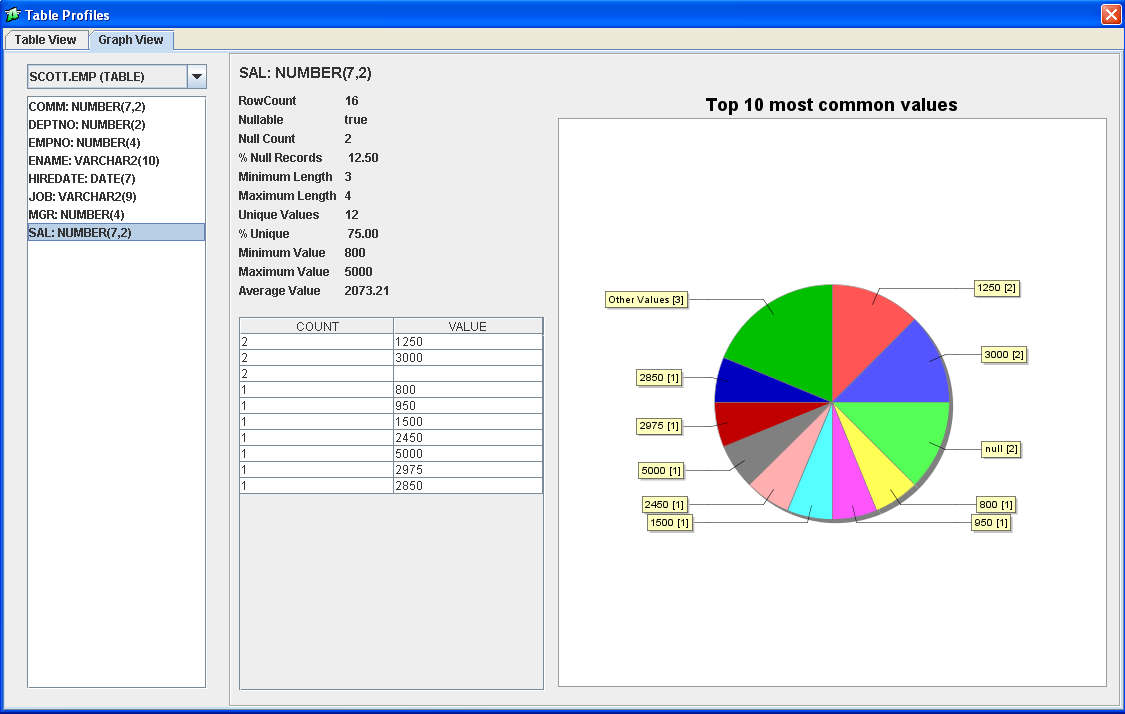 Table Profiles
Table View Graph View
SCOTT.EMP (TABLE)
COMM: NUMBER(7,2)
DEPTNO: NUMBER(2)
EMPNO: NUMBER(4)
ENAME: VARCHAR2(10)
HIREDATE: DATE(7)
JOB: VARCHAR2(9)
MGR: NUMBER(4)
SAL: NUMBER(7,2)
SAL: NUMBER(7,2)
RowCount 16
Nullable true
Null Count 2
% Null Records 12.50
Minimum Length 3
Maximum Length 4
Unique Values 12
% Unique 75.00
Minimum Value 800
Maximum Value 5000
Average Value 2073.21
COUNT VALUE
2 1250
2 3000
2
1 800
1 950
1 1500
1 2450
1 5000
1 2975
1 2850
Top 10 most common values
1250 [2]
Other Values [3]
3000 [2]
2850 [1]
2975 [1]
null [2]
5000 [1]
2450 [1]
800 [1]
1500 [1]
950 [1]